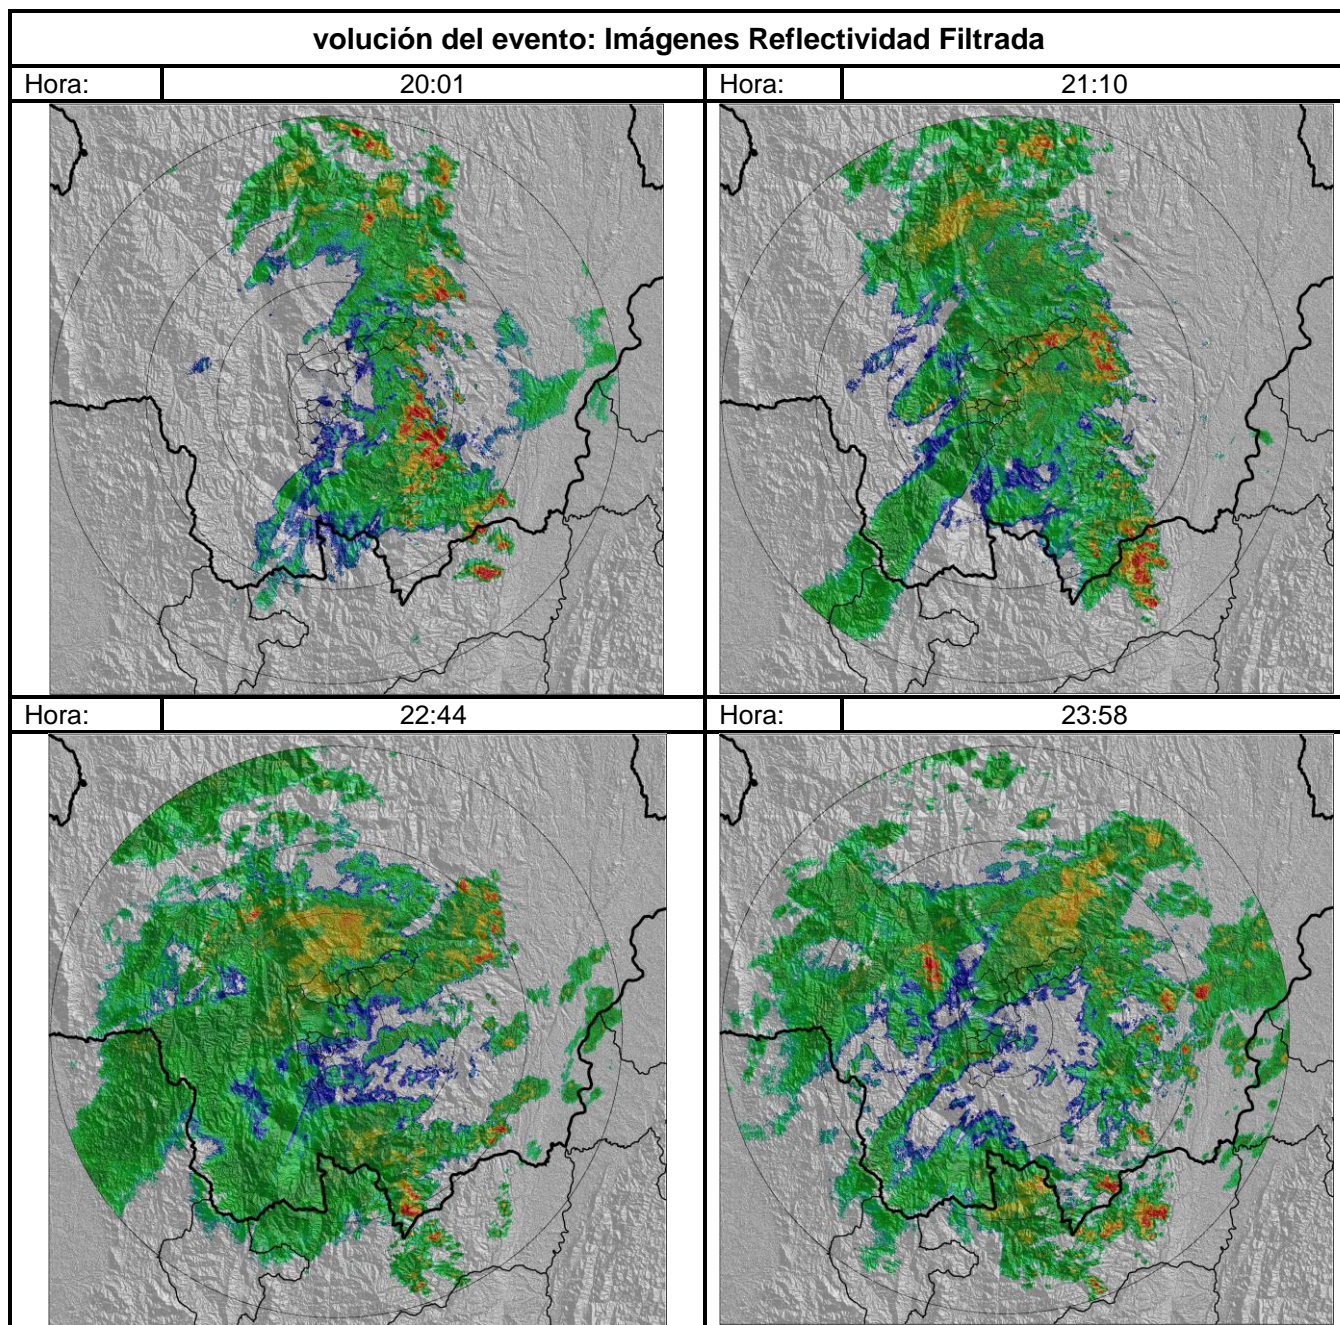 volución del evento: Imágenes Reflectividad Filtrada
Hora: 20:01 Hora: 21:10
Hora: 22:44 Hora: 23:58